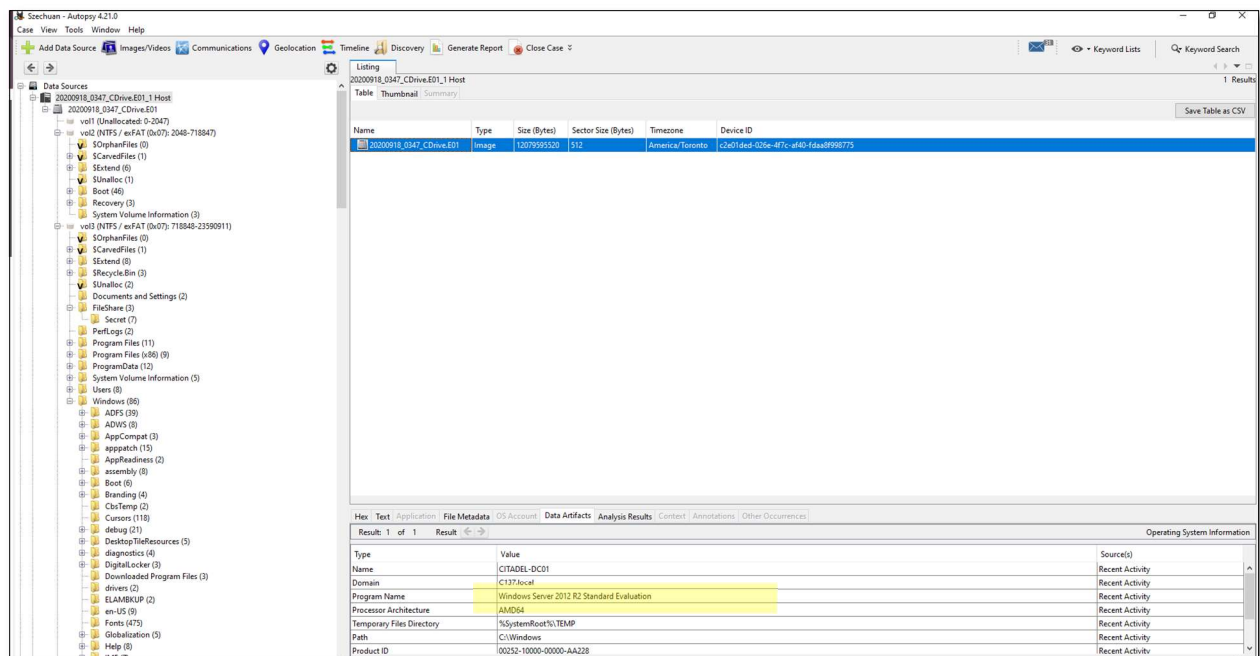 Szechuan - Autopsy 4.21.0
Case View Tools Window Help
Add Data Source Images/Videos Communications Geolocation Timeline Discovery Generate Report Close Case Keyword Lists Keyword Search
Listing
20200918_0347_CDrive.E01_1 Host
1 Results
Table Thumbnail Summary
Save Table as CSV
Name Type Size (Bytes) Sector Size (Bytes) Timezone Device ID
20200918_0347_CDrive.E01 Image 12079595520 512 America/Toronto c2e01ded-026e-4f7c-af40-fdaa8f998775
Data Sources
20200918_0347_CDrive.E01_1 Host
20200918_0347_CDrive.E01
vol1 (Unallocated: 0-2047)
vol2 (NTFS / exFAT (0x07): 2048-718847)
$OrphanFiles (0)
$CarvedFiles (1)
$Extend (6)
$Unalloc (1)
Boot (46)
Recovery (3)
System Volume Information (3)
vol3 (NTFS / exFAT (0x07): 718848-23590911)
$OrphanFiles (0)
$CarvedFiles (1)
$Extend (8)
$Recycle.Bin (3)
$Unalloc (2)
Documents and Settings (2)
FileShare (3)
Secret (7)
PerfLogs (2)
Program Files (11)
Program Files (x86) (9)
ProgramData (12)
System Volume Information (5)
Users (8)
Windows (86)
ADFS (39)
ADWS (8)
AppCompat (3)
apppatch (15)
AppReadiness (2)
assembly (8)
Boot (6)
Branding (4)
CbsTemp (2)
Cursors (118)
debug (21)
DesktopTileResources (5)
diagnostics (4)
DigitalLocker (3)
Downloaded Program Files (3)
drivers (2)
ELAMBKUP (2)
en-US (9)
Fonts (475)
Globalization (5)
Help (8)
Hex Text Application File Metadata OS Account Data Artifacts Analysis Results Context Annotations Other Occurrences
Result: 1 of 1 Result Operating System Information
Type Value Source(s)
Name CITADEL-DC01 Recent Activity
Domain C137.local Recent Activity
Program Name Windows Server 2012 R2 Standard Evaluation Recent Activity
Processor Architecture AMD64 Recent Activity
Temporary Files Directory %SystemRoot%\TEMP Recent Activity
Path C:\Windows Recent Activity
Product ID 00252-10000-00000-AA228 Recent Activity